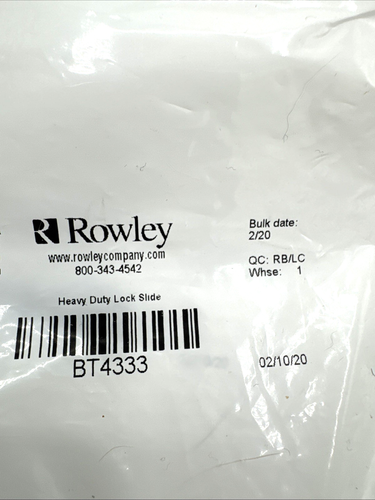 Rowley
www.rowleycompany.com
800-343-4542
Heavy Duty Lock Slide
BT4333
Bulk date:
2/20
QC: RB/LC
Whse: 1
02/10/20